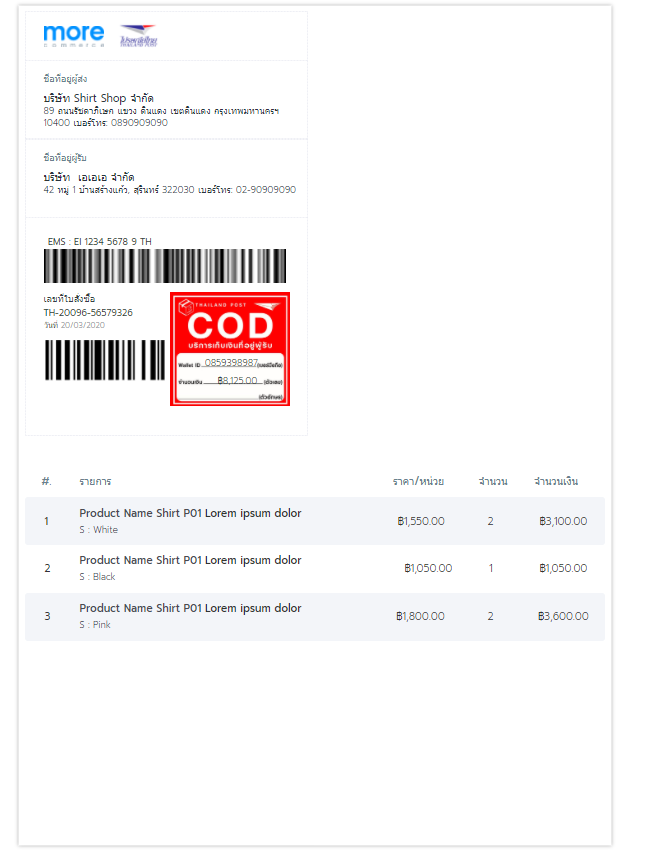 more
commerce
ไปรษณีย์ไทย
THAILAND POST
ชื่อที่อยู่ผู้ส่ง
บริษัท Shirt Shop จำกัด
89 ถนนรัชดาภิเษก แขวง ดินแดง เขตดินแดง กรุงเทพมหานครฯ
10400 เบอร์โทร: 0890909090
ชื่อที่อยู่ผู้รับ
บริษัท เอเอเอ จำกัด
42 หมู่ 1 บ้านสร้างแก้ว, สุรินทร์ 322030 เบอร์โทร: 02-90909090
EMS : EI 1234 5678 9 TH
เลขที่ใบสั่งซื้อ
TH-20096-56579326
วันที่ 20/03/2020
THAILAND POST
COD
บริการเก็บเงินที่อยู่ผู้รับ
Wallet ID 0859398987 (เบอร์มือถือ)
จำนวนเงิน ฿8,125.00 (ตัวเลข)
(ตัวอักษร)
#. รายการ ราคา/หน่วย จำนวน จำนวนเงิน
1 Product Name Shirt P01 Lorem ipsum dolor ฿1,550.00 2 ฿3,100.00
S : White
2 Product Name Shirt P01 Lorem ipsum dolor ฿1,050.00 1 ฿1,050.00
S : Black
3 Product Name Shirt P01 Lorem ipsum dolor ฿1,800.00 2 ฿3,600.00
S : Pink